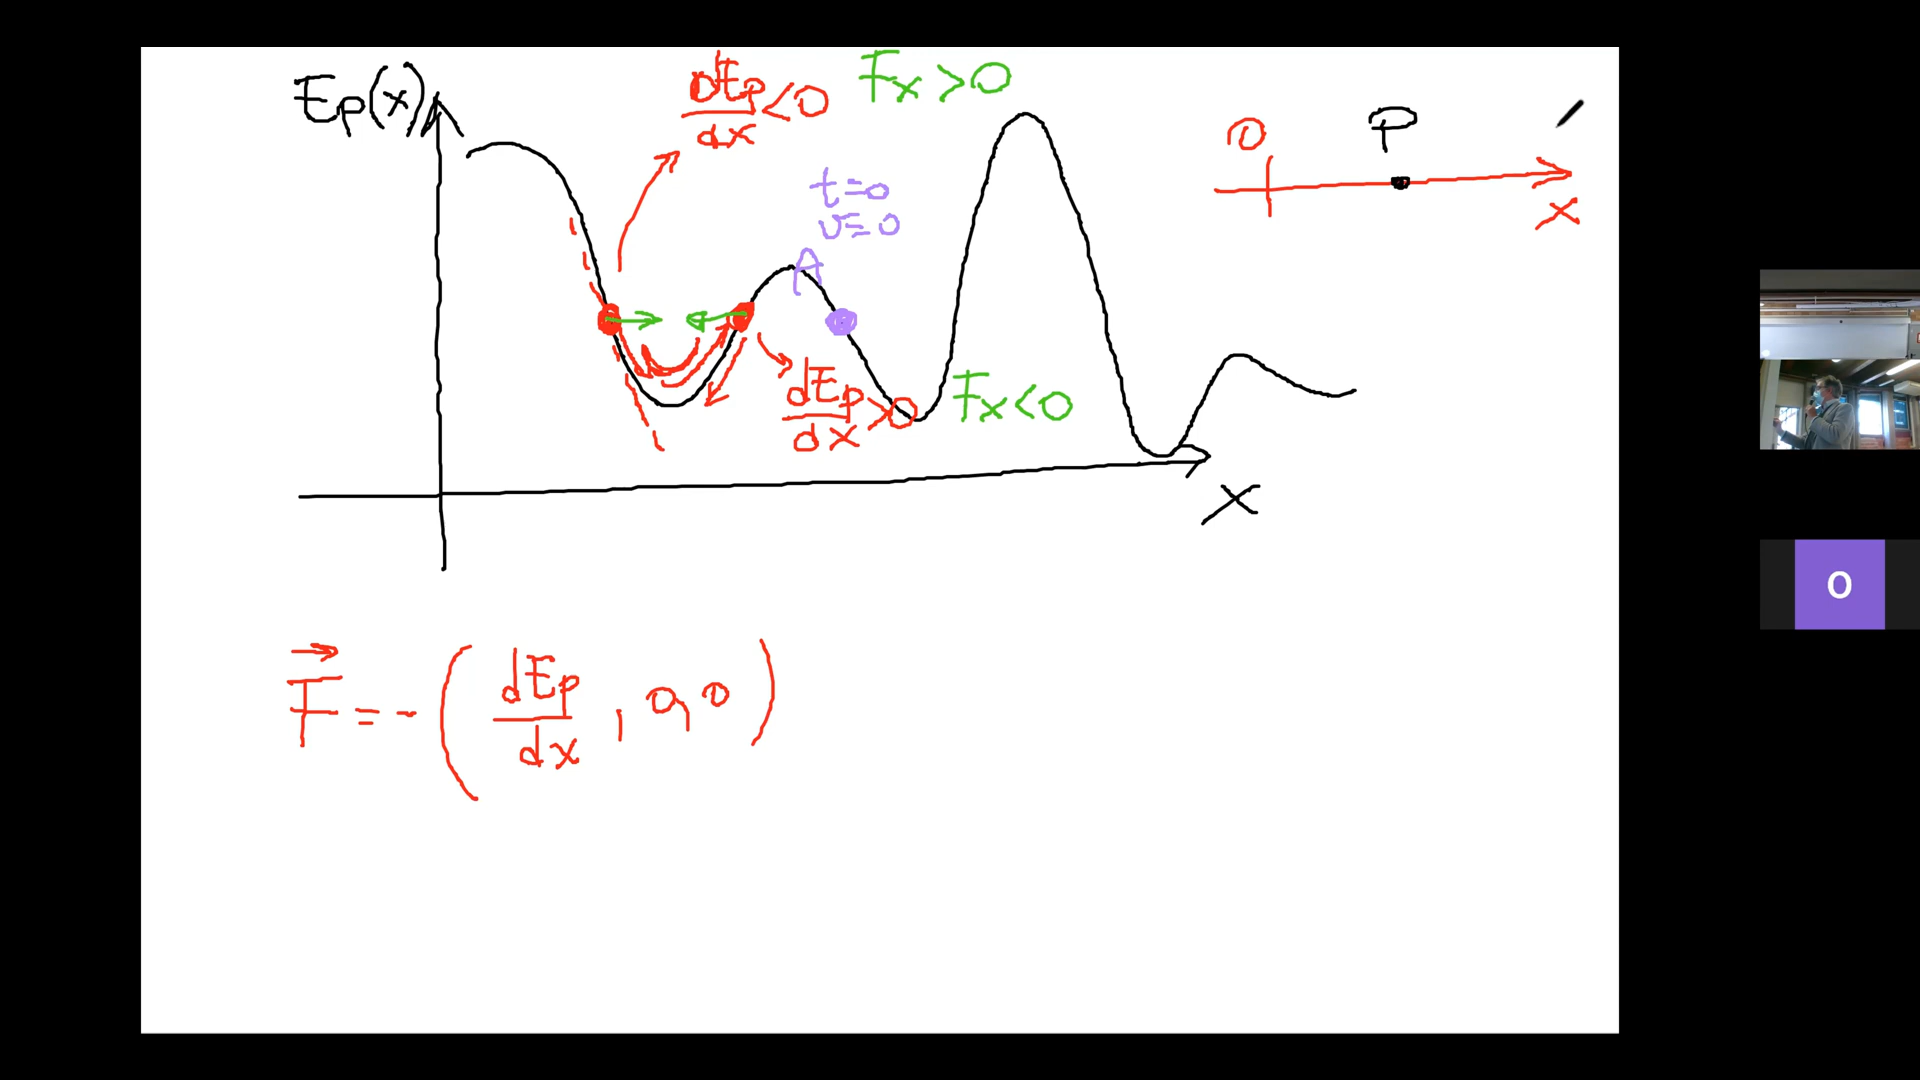 Ep(x)
dEp/dx <0
Fx >0
t=0
v=0
A
O
P
x
dEp/dx >0
Fx<0
x
F = - ( dEp/dx , 0,0 )
O